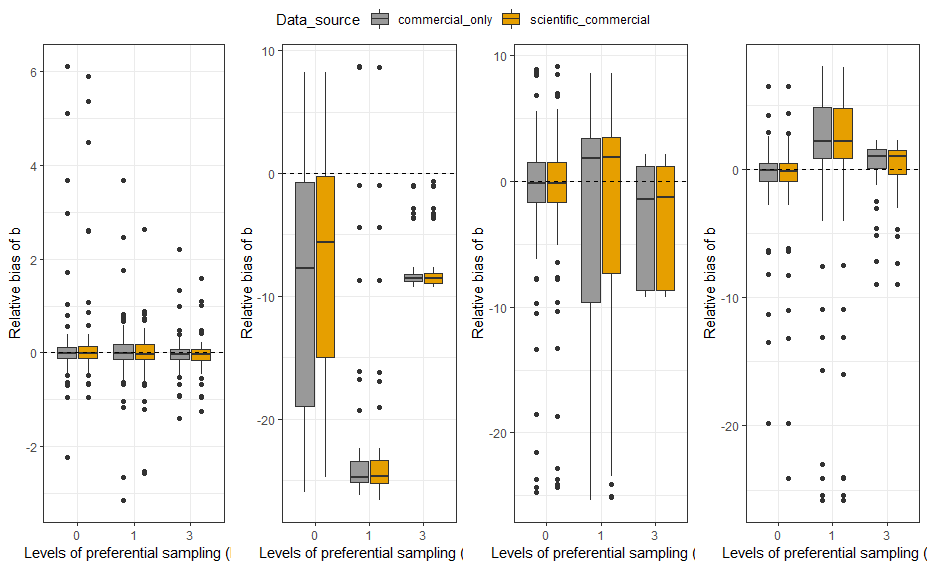 Data_source commercial_only scientific_commercial
Relative bias of b
6
4
2
0
-2
0 1 3
Levels of preferential sampling (
Relative bias of b
10
0
-10
-20
0 1 3
Levels of preferential sampling (
Relative bias of b
10
0
-10
-20
0 1 3
Levels of preferential sampling (
Relative bias of b
0
-10
-20
0 1 3
Levels of preferential sampling (